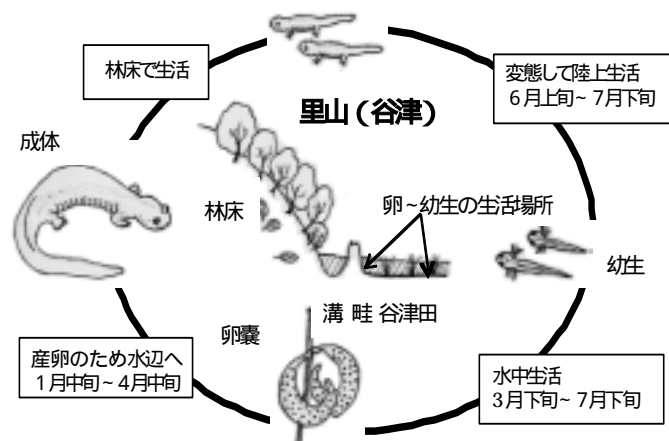 林床で生活
変態して陸上生活
6月上旬~7月下旬
里山(谷津)
成体
林床
卵~幼生の生活場所
幼生
溝 畦 谷津田
卵嚢
産卵のため水辺へ
1月中旬~4月中旬
水中生活
3月下旬~7月下旬